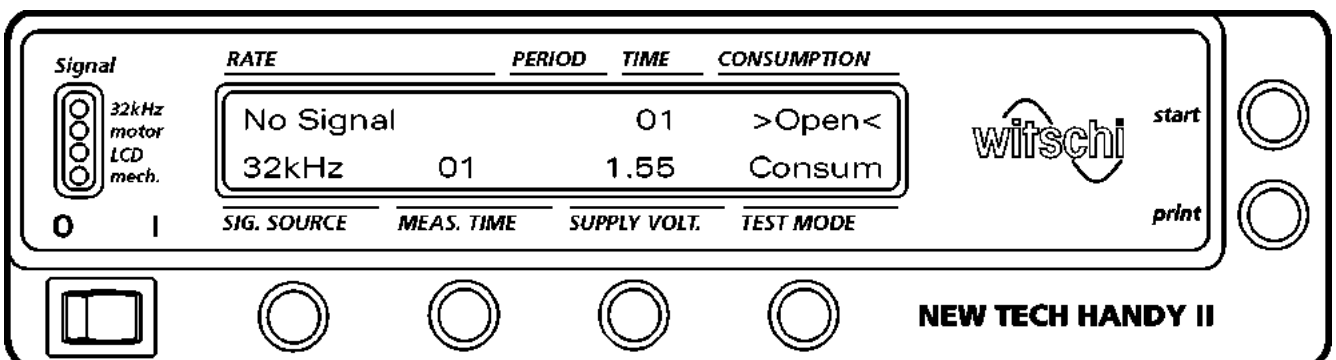 Signal
RATE PERIOD TIME CONSUMPTION
32kHz
motor
LCD
mech.
No Signal 01 >Open<
32kHz 01 1.55 Consum
witschi
start
print
O I
SIG. SOURCE MEAS. TIME SUPPLY VOLT. TEST MODE
NEW TECH HANDY II